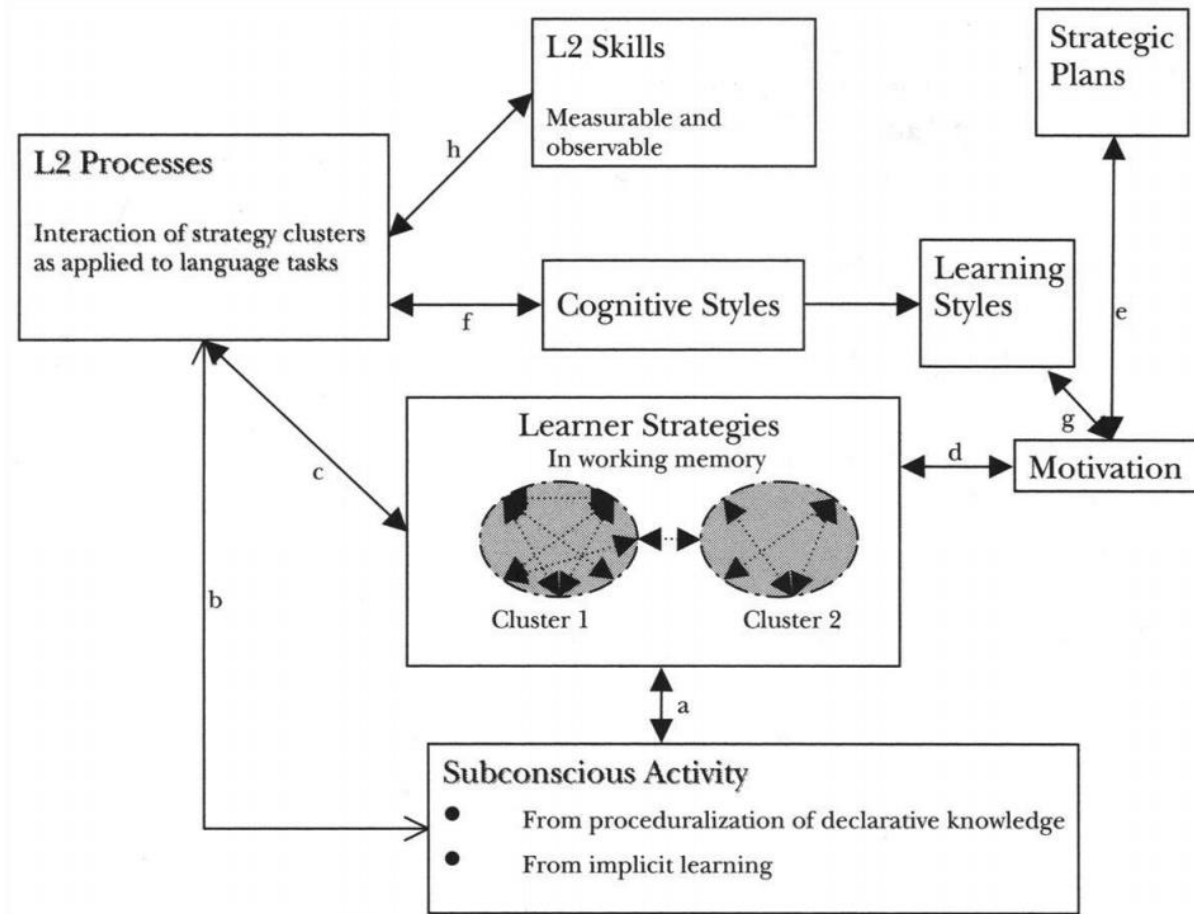 L2 Skills
Measurable and
observable
Strategic
Plans
h
L2 Processes
Interaction of strategy clusters
as applied to language tasks
f
Cognitive Styles
Learning
Styles
e
g
Motivation
d
Learner Strategies
In working memory
Cluster 1
Cluster 2
c
b
a
Subconscious Activity
● From proceduralization of declarative knowledge
● From implicit learning